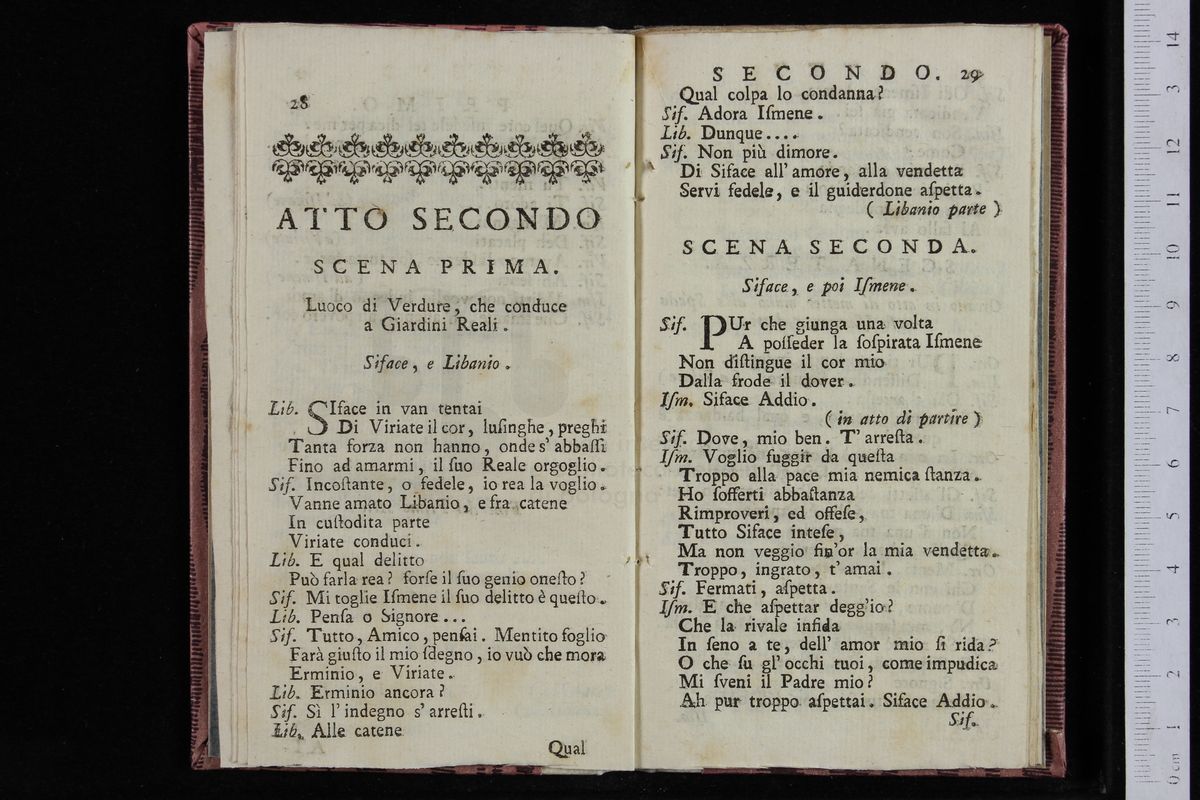 28
ATTO SECONDO
SCENA PRIMA.
Luoco di Verdure, che conduce
a Giardini Reali.
Siface, e Libanio.
Lib. SIface in van tentai
Di Viriate il cor, luſinghe, preghi
Tanta forza non hanno, onde s' abbaſſi
Fino ad amarmi, il ſuo Reale orgoglio.
Sif. Incoſtante, o fedele, io rea la voglio.
Vanne amato Libanio, e fra catene
In cuſtodita parte
Viriate conduci.
Lib. E qual delitto
Può farla rea? forſe il ſuo genio oneſto?
Sif. Mi toglie Iſmene il ſuo delitto è queſto.
Lib. Penſa o Signore...
Sif. Tutto, Amico, penſai. Mentito foglio
Farà giuſto il mio ſdegno, io vuò che mora
Erminio, e Viriate.
Lib. Erminio ancora?
Sif. Sì l' indegno s' arreſti.
Lib. Alle catene
Qual
SECONDO. 29
Qual colpa lo condanna?
Sif. Adora Iſmene.
Lib. Dunque....
Sif. Non più dimore.
Di Siface all' amore, alla vendetta
Servi fedele, e il guiderdone aſpetta.
( Libanio parte )
SCENA SECONDA.
Siface, e poi Iſmene.
Sif. PUr che giunga una volta
A poſſeder la ſoſpirata Iſmene
Non diſtingue il cor mio
Dalla frode il dover.
Iſm. Siface Addio.
( in atto di partire )
Sif. Dove, mio ben. T' arreſta.
Iſm. Voglio fuggir da queſta
Troppo alla pace mia nemica ſtanza.
Ho ſofferti abbaſtanza
Rimproveri, ed offeſe,
Tutto Siface inteſe,
Ma non veggio fin'or la mia vendetta.
Troppo, ingrato, t' amai.
Sif. Fermati, aſpetta.
Iſm. E che aſpettar degg'io?
Che la rivale infida
In ſeno a te, dell' amor mio ſi rida?
O che ſu gl' occhi tuoi, come impudica
Mi ſveni il Padre mio?
Ah pur troppo aſpettai. Siface Addio.
Sif.